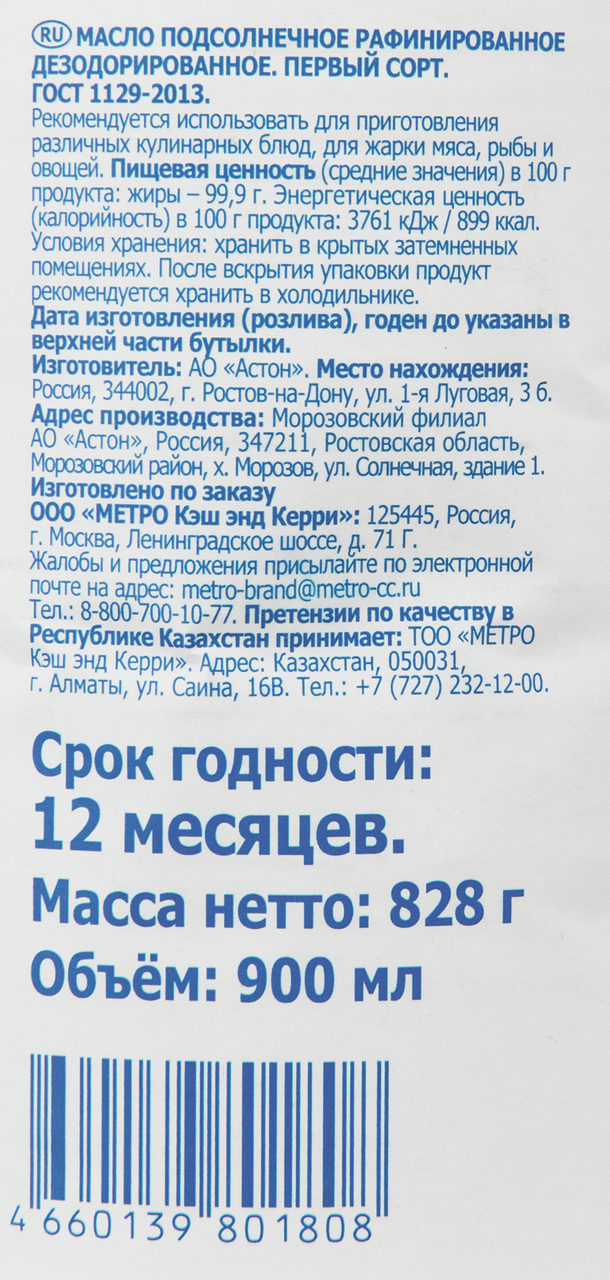 RU МАСЛО ПОДСОЛНЕЧНОЕ РАФИНИРОВАННОЕ
ДЕЗОДОРИРОВАННОЕ. ПЕРВЫЙ СОРТ.
ГОСТ 1129-2013.
Рекомендуется использовать для приготовления
различных кулинарных блюд, для жарки мяса, рыбы и
овощей. Пищевая ценность (средние значения) в 100 г
продукта: жиры – 99,9 г. Энергетическая ценность
(калорийность) в 100 г продукта: 3761 кДж / 899 ккал.
Условия хранения: хранить в крытых затемненных
помещениях. После вскрытия упаковки продукт
рекомендуется хранить в холодильнике.
Дата изготовления (розлива), годен до указаны в
верхней части бутылки.
Изготовитель: АО «Астон». Место нахождения:
Россия, 344002, г. Ростов-на-Дону, ул. 1-я Луговая, 3 б.
Адрес производства: Морозовский филиал
АО «Астон», Россия, 347211, Ростовская область,
Морозовский район, х. Морозов, ул. Солнечная, здание 1.
Изготовлено по заказу
ООО «МЕТРО Кэш энд Керри»: 125445, Россия,
г. Москва, Ленинградское шоссе, д. 71 Г.
Жалобы и предложения присылайте по электронной
почте на адрес: metro-brand@metro-cc.ru
Тел.: 8-800-700-10-77. Претензии по качеству в
Республике Казахстан принимает: ТОО «МЕТРО
Кэш энд Керри». Адрес: Казахстан, 050031,
г. Алматы, ул. Саина, 16В. Тел.: +7 (727) 232-12-00.
Срок годности:
12 месяцев.
Масса нетто: 828 г
Объём: 900 мл
4 660139 801808